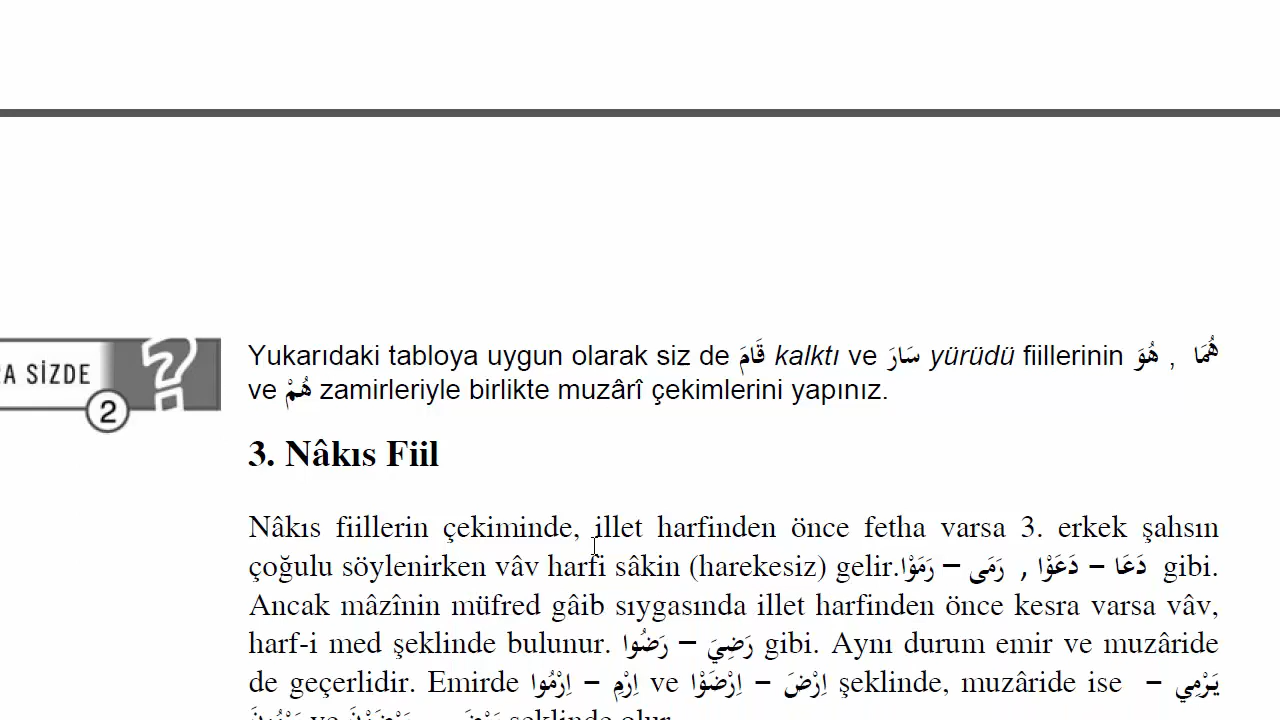 Yukarıdaki tabloya uygun olarak siz de قَامَ kalktı ve سَارَ yürüdü fiillerinin هُوَ , هُمَا
A SİZDE
2
ve هُمْ zamirleriyle birlikte muzârî çekimlerini yapınız.
3. Nâkıs Fiil
Nâkıs fiillerin çekiminde, illet harfinden önce fetha varsa 3. erkek şahsın
çoğulu söylenirken vâv harfi sâkin (harekesiz) gelir. دَعَا – دَعَوْا , رَمَى – رَمَوْا gibi.
Ancak mâzînin müfred gâib sıygasında illet harfinden önce kesra varsa vâv,
harf-i med şeklinde bulunur. رَضِيَ – رَضُوا gibi. Aynı durum emir ve muzâride
de geçerlidir. Emirde اِرْمِ – اِرْمُوا ve اِرْضَ – اِرْضَوْا şeklinde, muzâride ise يَرْمِي –
ve şeklinde olur.